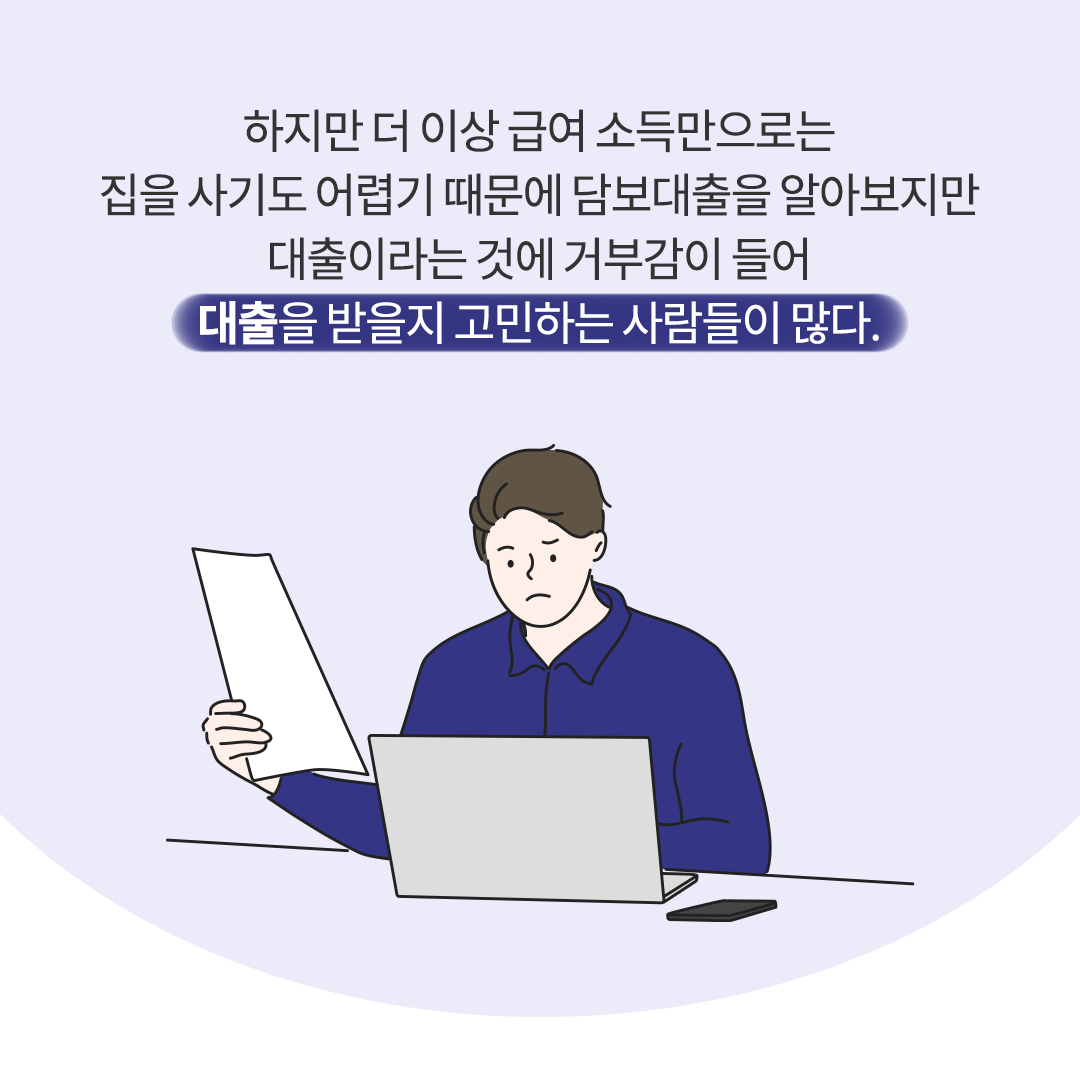 하지만 더 이상 급여 소득만으로는
집을 사기도 어렵기 때문에 담보대출을 알아보지만
대출이라는 것에 거부감이 들어
대출을 받을지 고민하는 사람들이 많다.